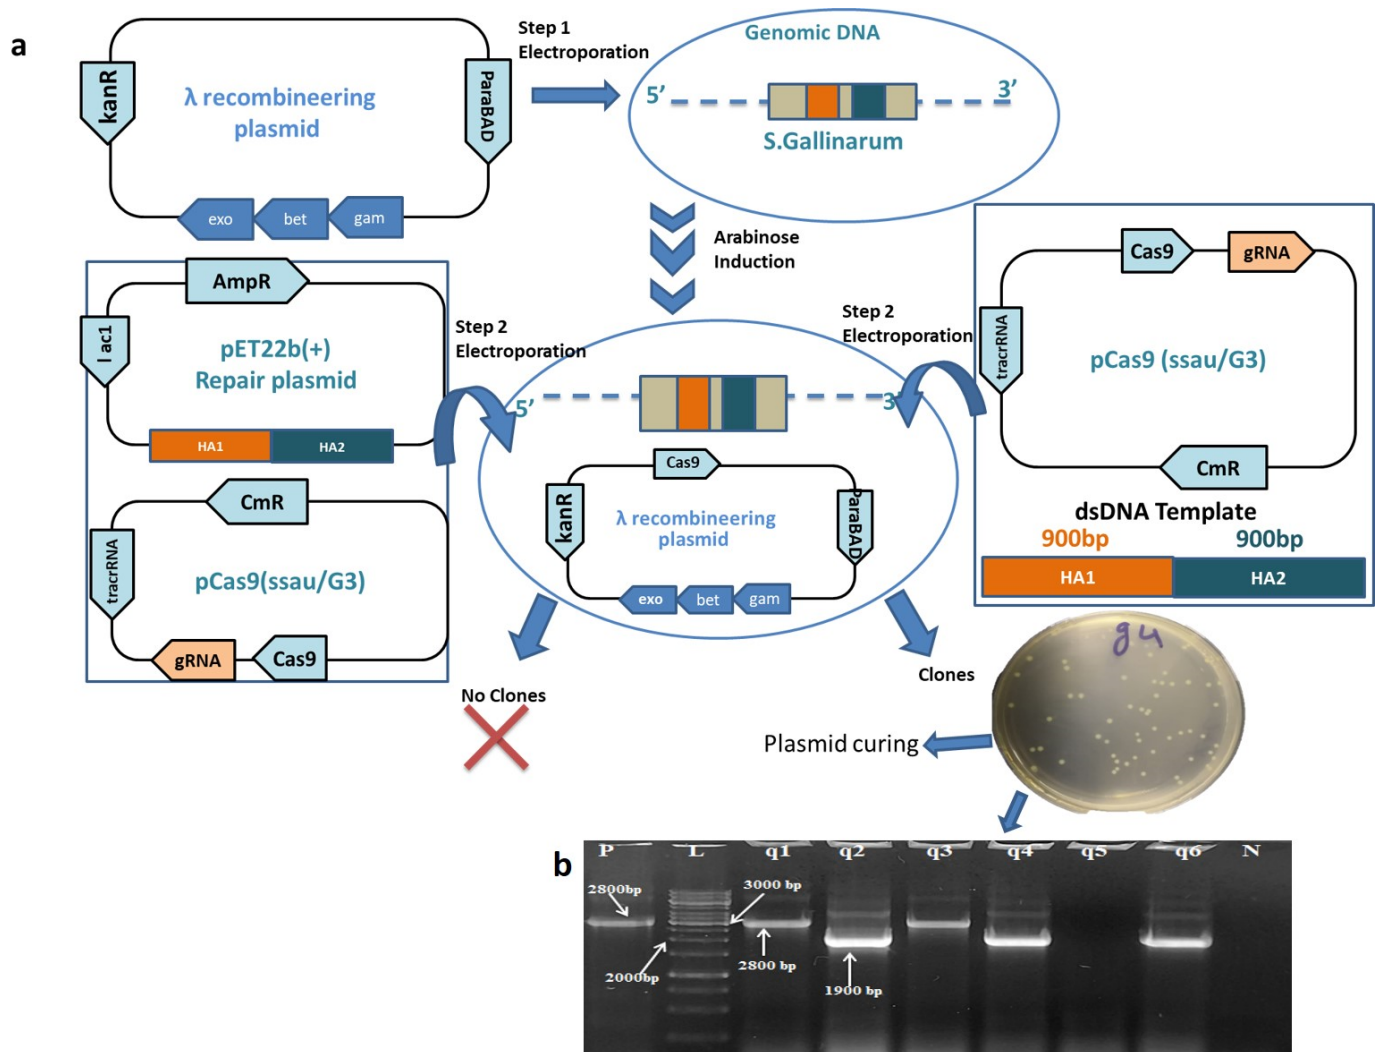 a
kanR
λ recombineering
plasmid
ParaBAD
exo
bet
gam
Step 1
Electroporation
Genomic DNA
5’
3’
S.Gallinarum
Arabinose
Induction
AmpR
l ac1
pET22b(+)
Repair plasmid
HA1
HA2
CmR
tracrRNA
pCas9(ssau/G3)
gRNA
Cas9
Step 2
Electroporation
5’
3’
Cas9
kanR
λ recombineering
plasmid
ParaBAD
exo
bet
gam
Step 2
Electroporation
Cas9
gRNA
tracrRNA
pCas9 (ssau/G3)
CmR
dsDNA Template
900bp
900bp
HA1
HA2
No Clones
Clones
g4
Plasmid curing
b
P
L
q1
q2
q3
q4
q5
q6
N
2800bp
3000 bp
2000bp
2800 bp
1900 bp